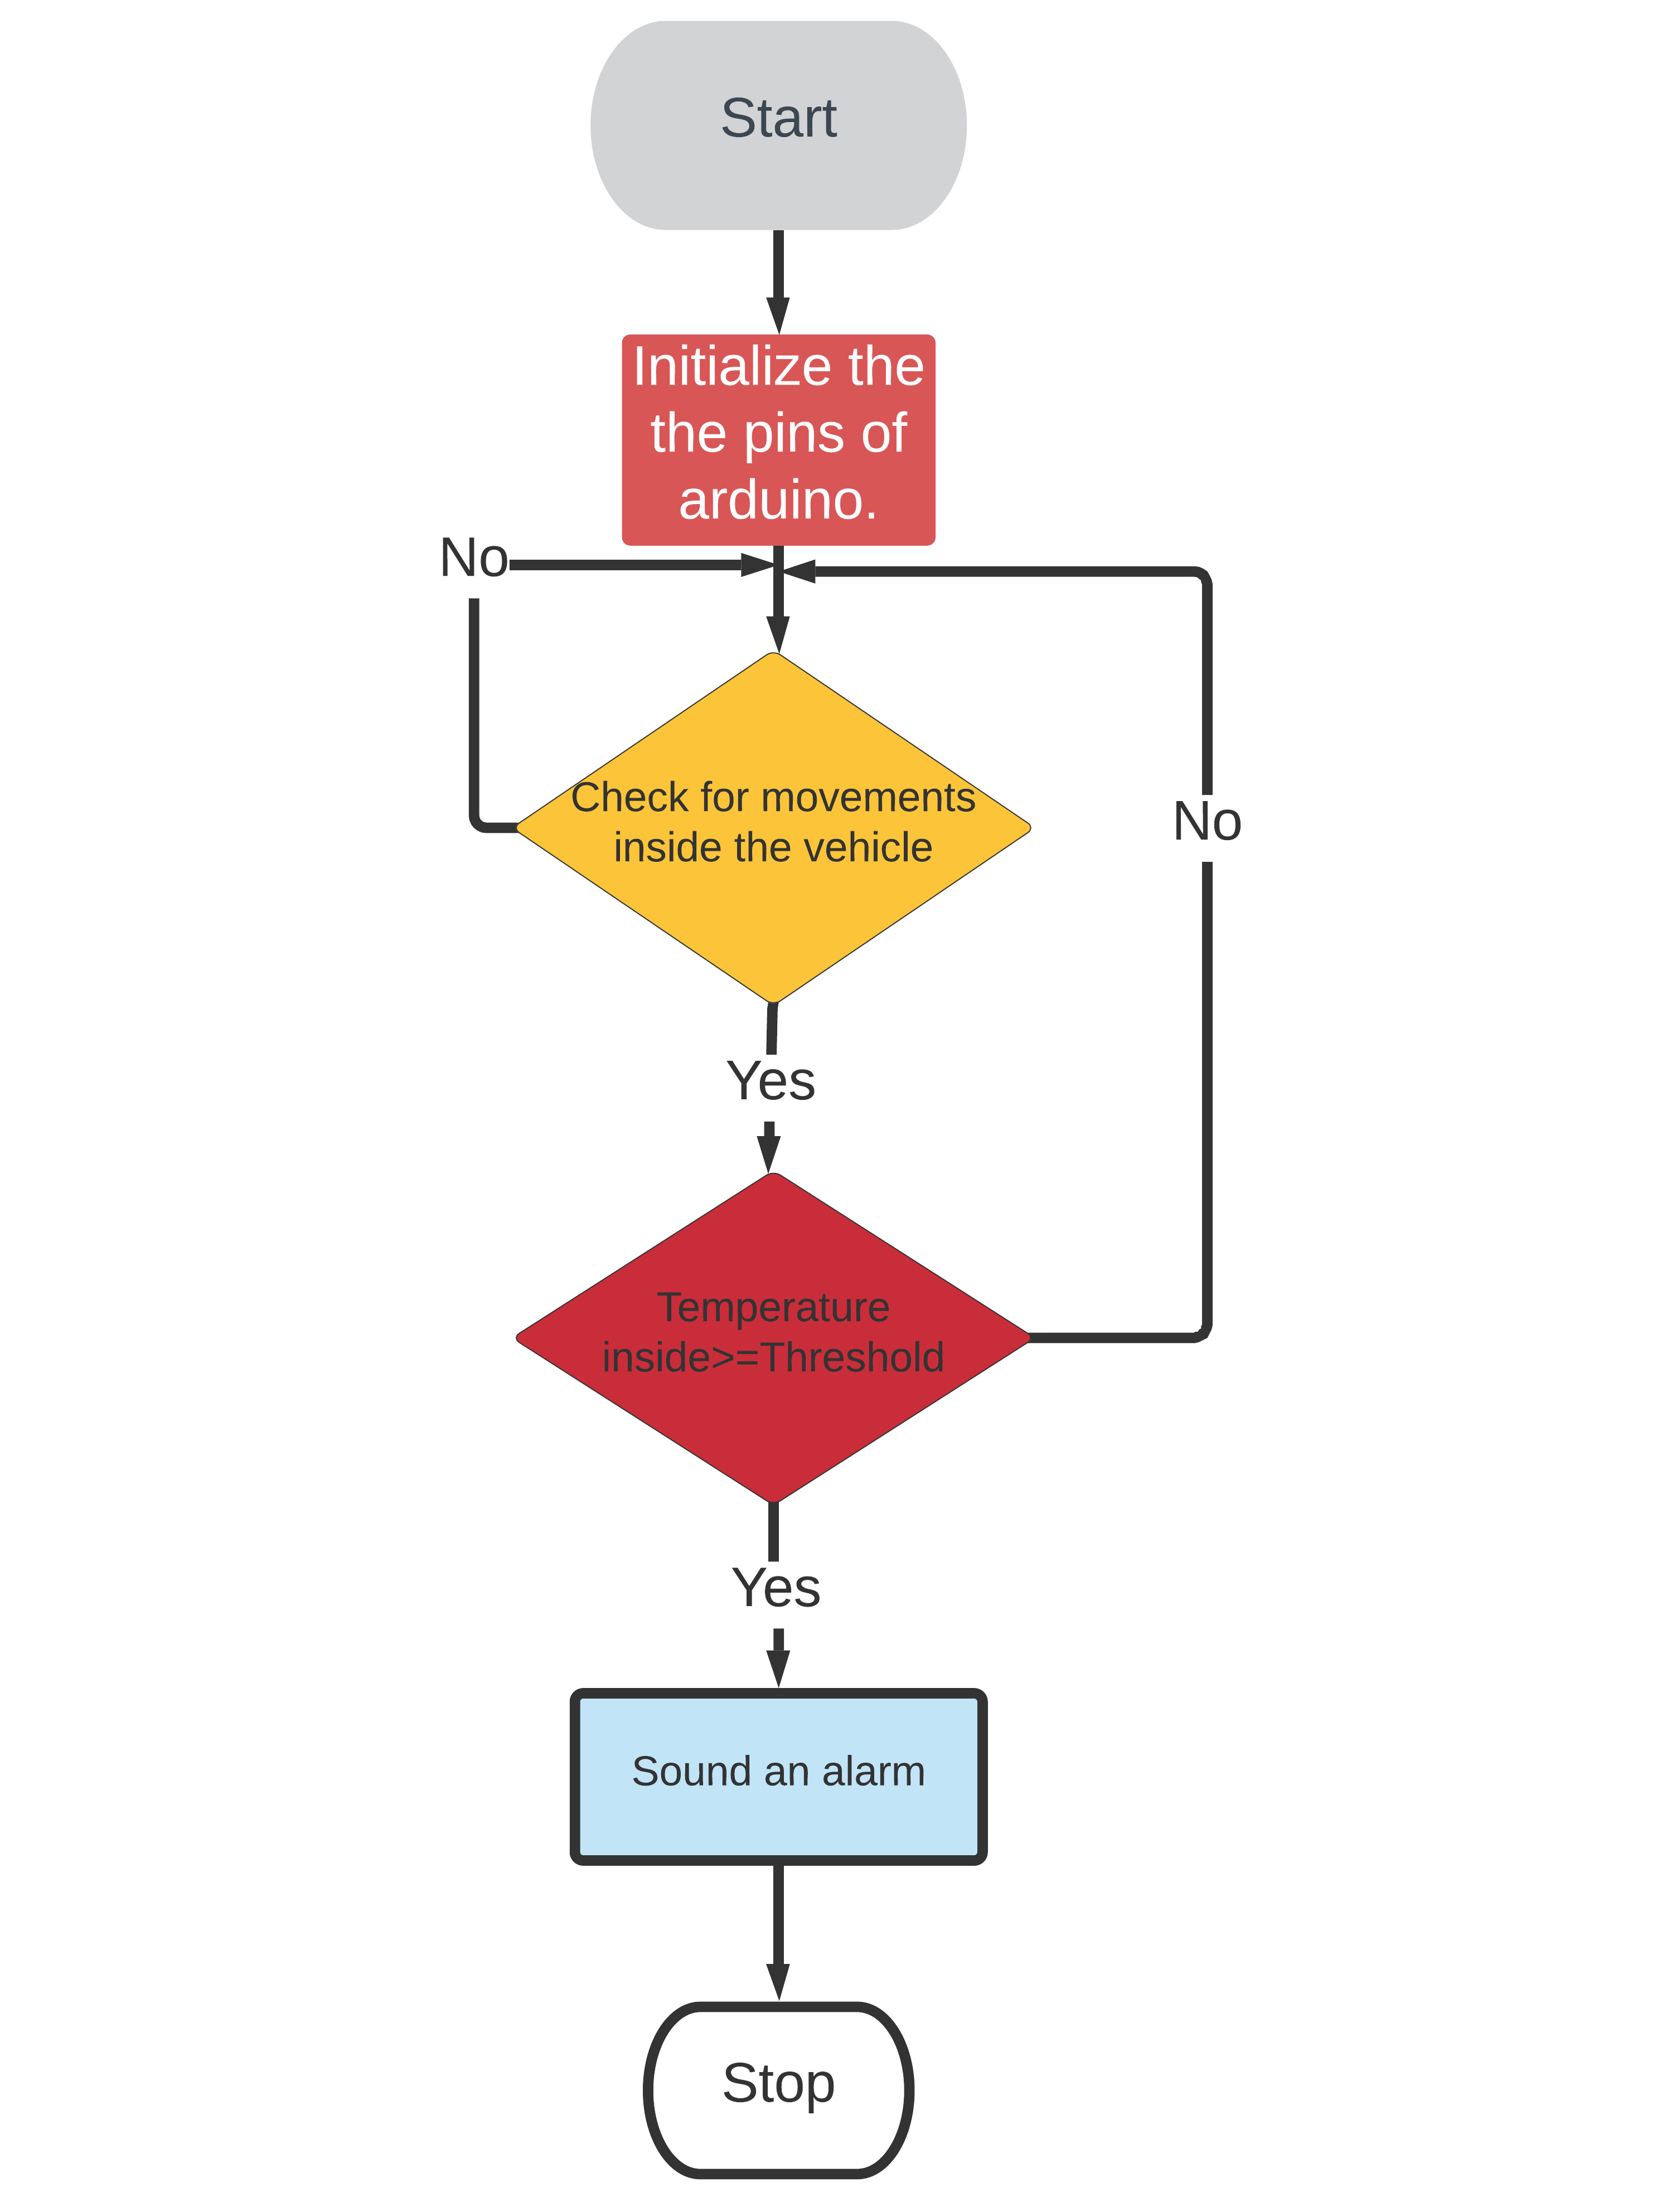 Start
Initialize the
the pins of
arduino.
No
Check for movements
inside the vehicle
No
Yes
Temperature
inside>=Threshold
Yes
Sound an alarm
Stop